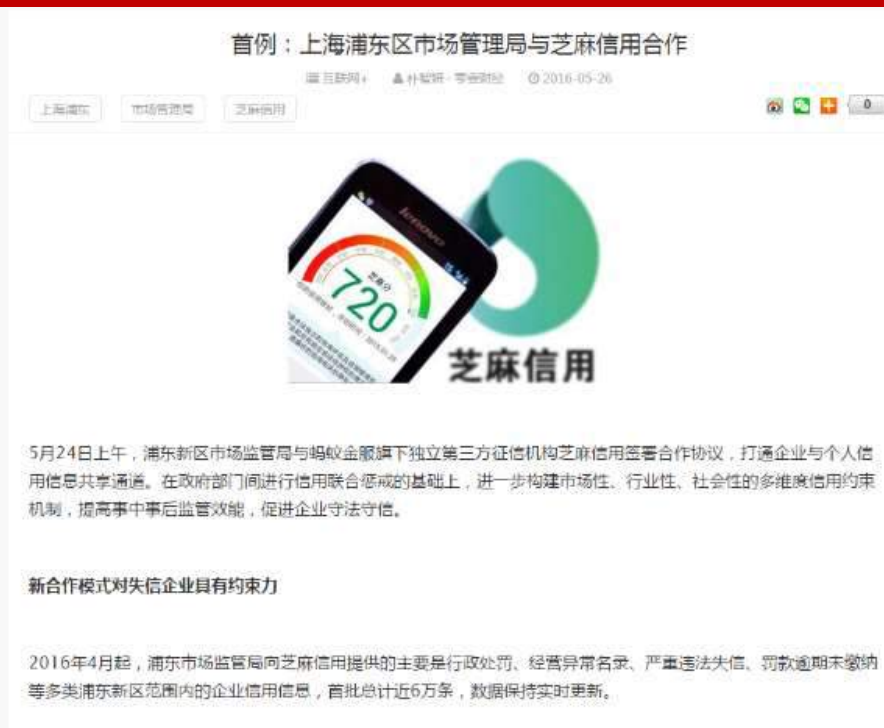 首例：上海浦东区市场管理局与芝麻信用合作
互联网+ 2016-05-26
上海浦东 市场管理局 芝麻信用 0
lenovo
芝麻分
720
芝麻信用
5月24日上午，浦东新区市场监管局与蚂蚁金服旗下独立第三方征信机构芝麻信用签署合作协议，打通企业与个人信
用信息共享通道。在政府部门间进行信用联合惩戒的基础上，进一步构建市场性、行业性、社会性的多维度信用约束
机制，提高事中事后监管效能，促进企业守法守信。
新合作模式对失信企业具有约束力
2016年4月起，浦东市场监管局向芝麻信用提供的主要是行政处罚、经营异常名录、严重违法失信、罚款逾期未缴纳
等多类浦东新区范围内的企业信用信息，首批总计近6万条，数据保持实时更新。